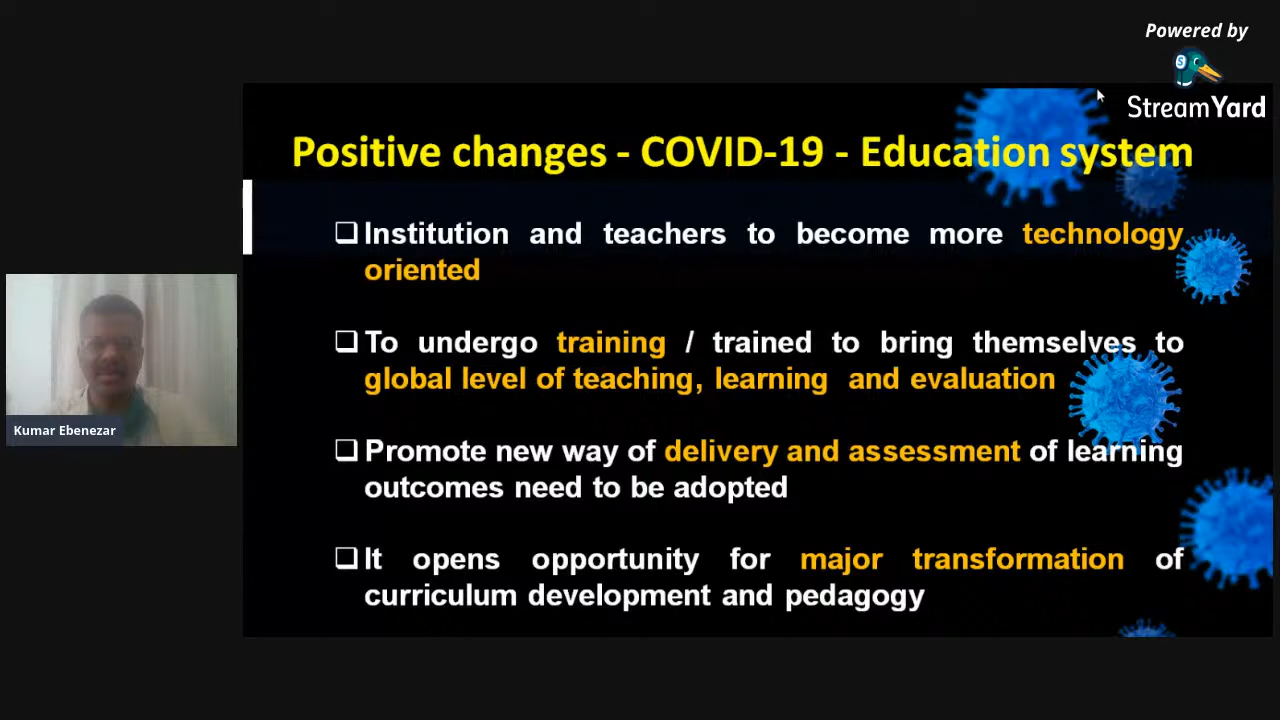 Powered by
StreamYard
Positive changes - COVID-19 - Education system
Institution and teachers to become more technology
oriented
To undergo training / trained to bring themselves to
global level of teaching, learning and evaluation
Promote new way of delivery and assessment of learning
outcomes need to be adopted
It opens opportunity for major transformation of
curriculum development and pedagogy
Kumar Ebenezar